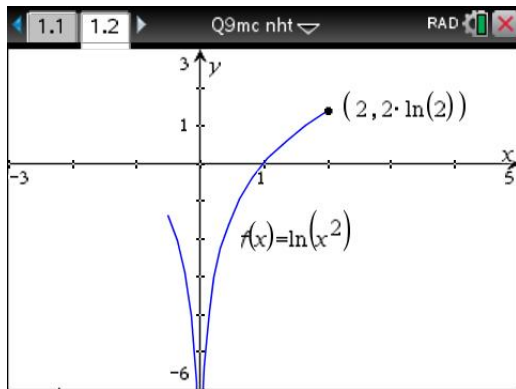 1.1 1.2 Q9mc nht RAD
3 y
(2,2·ln(2))
1
x
-3 1 5
f(x)=ln(x²)
-6